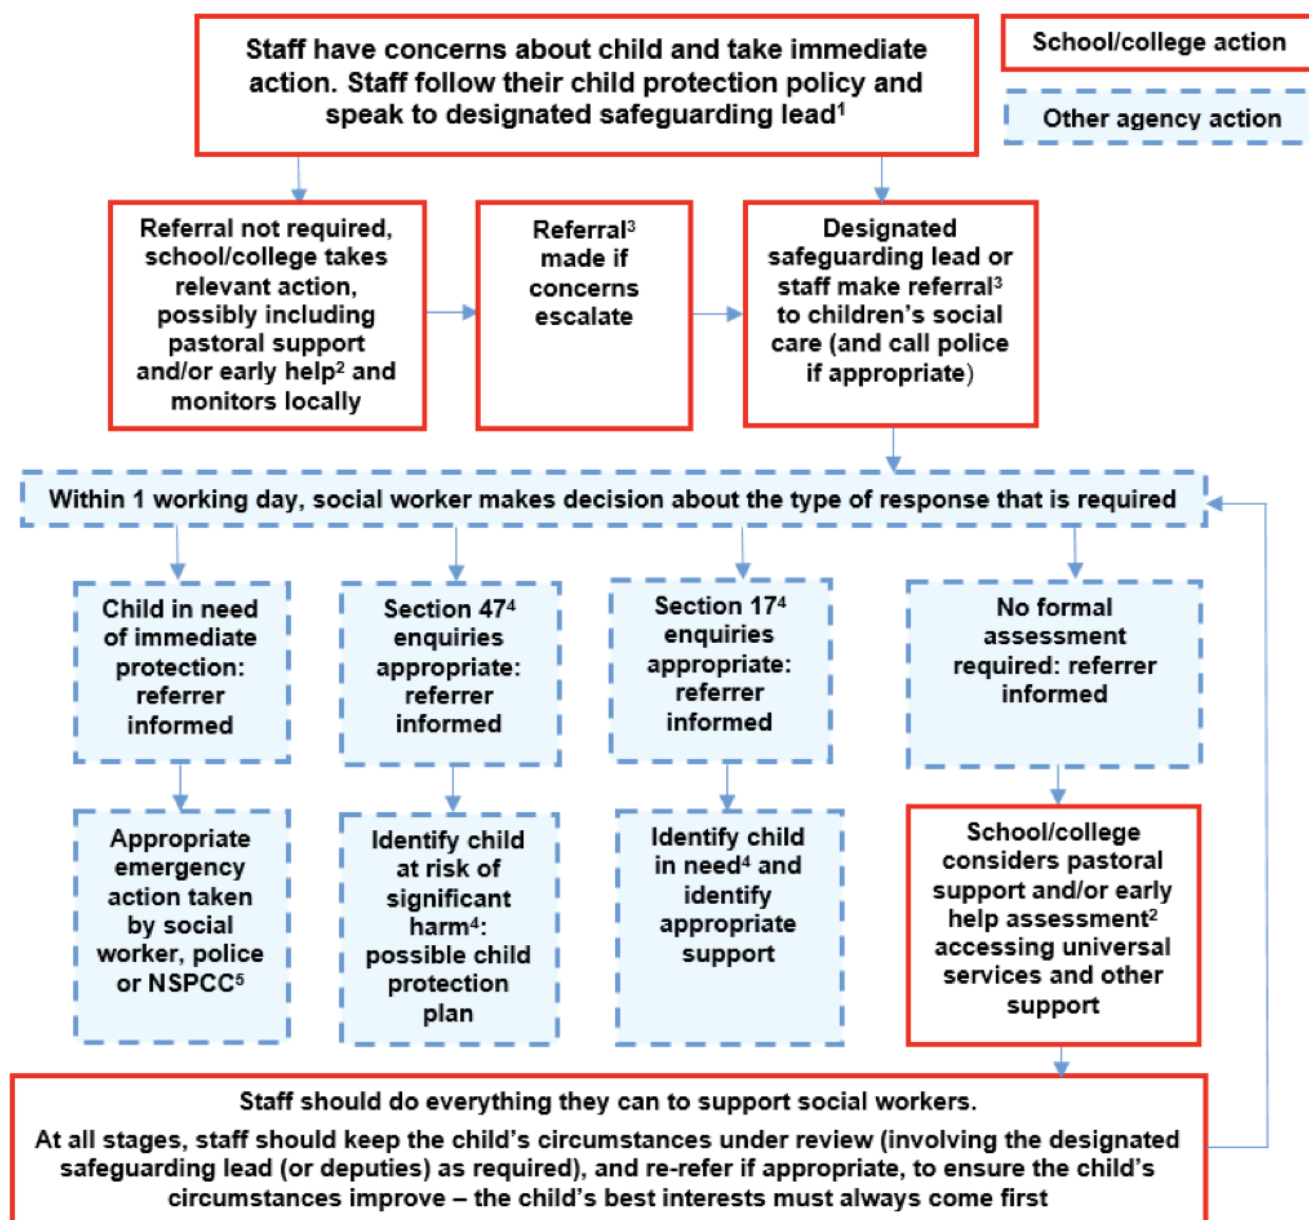 Staff have concerns about child and take immediate
action. Staff follow their child protection policy and
speak to designated safeguarding lead¹
School/college action
Other agency action
Referral not required,
school/college takes
relevant action,
possibly including
pastoral support
and/or early help² and
monitors locally
Referral³
made if
concerns
escalate
Designated
safeguarding lead or
staff make referral³
to children’s social
care (and call police
if appropriate)
Within 1 working day, social worker makes decision about the type of response that is required
Child in need
of immediate
protection:
referrer
informed
Section 47⁴
enquiries
appropriate:
referrer
informed
Section 17⁴
enquiries
appropriate:
referrer
informed
No formal
assessment
required: referrer
informed
Appropriate
emergency
action taken
by social
worker, police
or NSPCC⁵
Identify child
at risk of
significant
harm⁴:
possible child
protection
plan
Identify child
in need⁴ and
identify
appropriate
support
School/college
considers pastoral
support and/or early
help assessment²
accessing universal
services and other
support
Staff should do everything they can to support social workers.
At all stages, staff should keep the child’s circumstances under review (involving the designated
safeguarding lead (or deputies) as required), and re-refer if appropriate, to ensure the child’s
circumstances improve – the child’s best interests must always come first